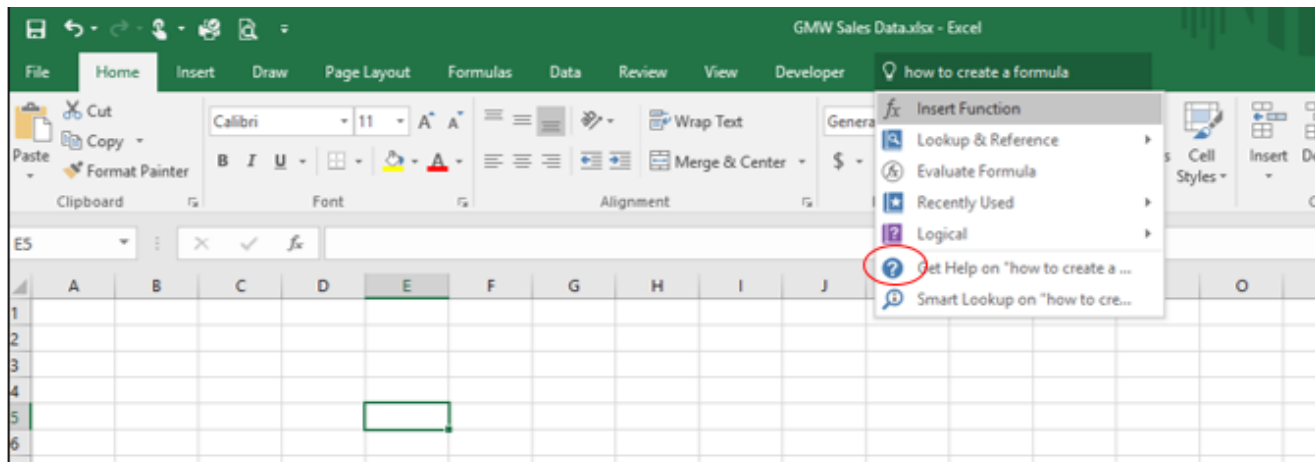 GMW Sales Data.xlsx - Excel
File Home Insert Draw Page Layout Formulas Data Review View Developer how to create a formula
Cut
Copy
Format Painter
Paste
Clipboard
Calibri 11 A A
B I U A
Font
Wrap Text
Merge & Center
Alignment
Genera
$
Cell
Styles
Insert
fx Insert Function
Lookup & Reference
fx Evaluate Formula
Recently Used
? Logical
? Get Help on "how to create a ...
Smart Lookup on "how to cre...
E5 fx
A B C D E F G H I J O
1
2
3
4
5
6